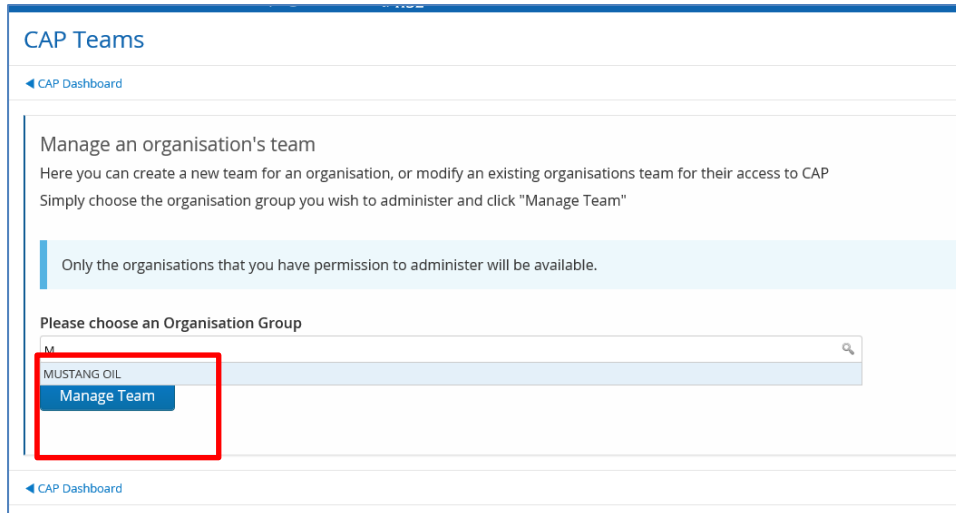 CAP Teams
◀ CAP Dashboard
Manage an organisation's team
Here you can create a new team for an organisation, or modify an existing organisations team for their access to CAP
Simply choose the organisation group you wish to administer and click "Manage Team"
Only the organisations that you have permission to administer will be available.
Please choose an Organisation Group
M
MUSTANG OIL
Manage Team
◀ CAP Dashboard